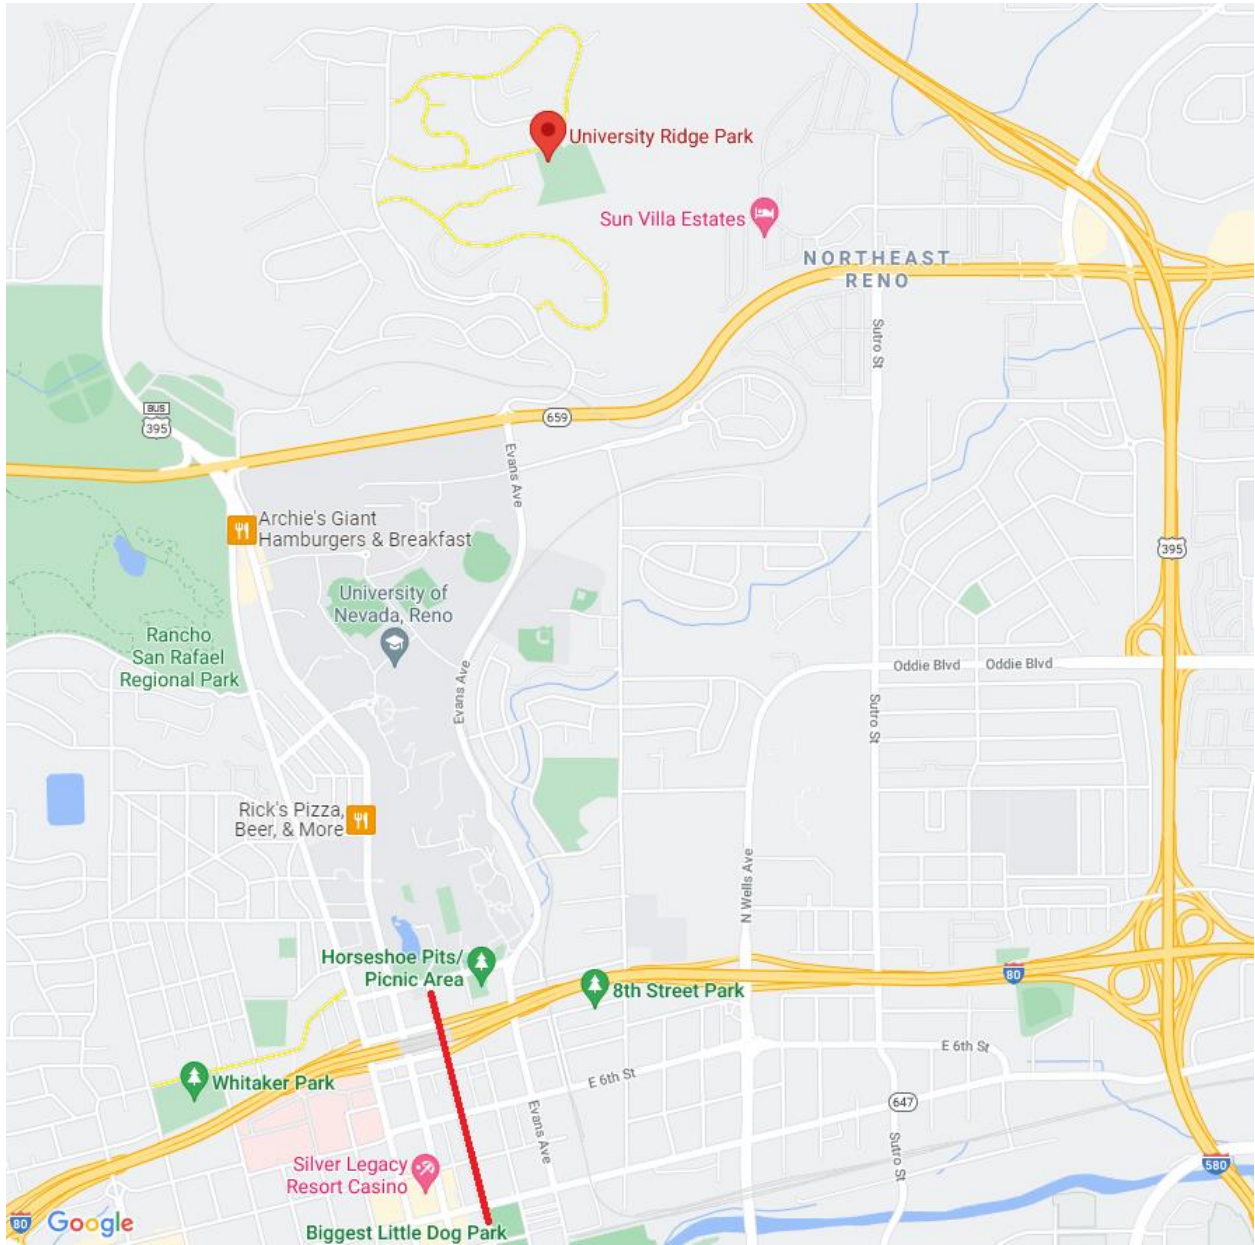 University Ridge Park
Sun Villa Estates
NORTHEAST
RENO
Sutro St
BUS
395
659
Evans Ave
Archie's Giant
Hamburgers & Breakfast
395
University of
Nevada, Reno
Rancho
San Rafael
Regional Park
Evans Ave
Oddie Blvd
Oddie Blvd
Sutro St
Rick's Pizza,
Beer, & More
N Wells Ave
Horseshoe Pits/
Picnic Area
8th Street Park
80
E 6th St
Whitaker Park
E 6th St
647
Evans Ave
Sutro St
Silver Legacy
Resort Casino
580
80
Google
Biggest Little Dog Park